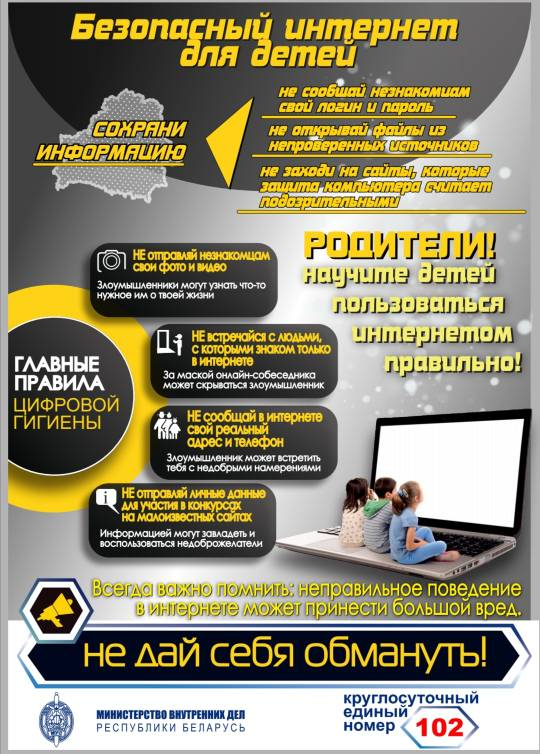 Безопасный интернет
для детей
не сообщай незнакомцам
свой логин и пароль
не открывай файлы из
непроверенных источников
не заходи на сайты, которые
защита компьютера считает
подозрительными
СОХРАНИ
ИНФОРМАЦИЮ
РОДИТЕЛИ!
научите детей
пользоваться
интернетом
правильно!
ГЛАВНЫЕ
ПРАВИЛА
ЦИФРОВОЙ
ГИГИЕНЫ
НЕ отправляй незнакомцам
свои фото и видео
Злоумышленники могут узнать что-то
нужное им о твоей жизни
НЕ встречайся с людьми,
с которыми знаком только
в интернете
За маской онлайн-собеседника
может скрываться злоумышленник
НЕ сообщай в интернете
свой реальный
адрес и телефон
Злоумышленник может встретить
тебя с недобрыми намерениями
НЕ отправляй личные данные
для участия в конкурсах
на малоизвестных сайтах
Информацией могут завладеть и
воспользоваться недоброжелатели
Всегда важно помнить: неправильное поведение
в интернете может принести большой вред.
не дай себя обмануть!
МИНИСТЕРСТВО ВНУТРЕННИХ ДЕЛ
РЕСПУБЛИКИ БЕЛАРУСЬ
круглосуточный
единый
номер 102